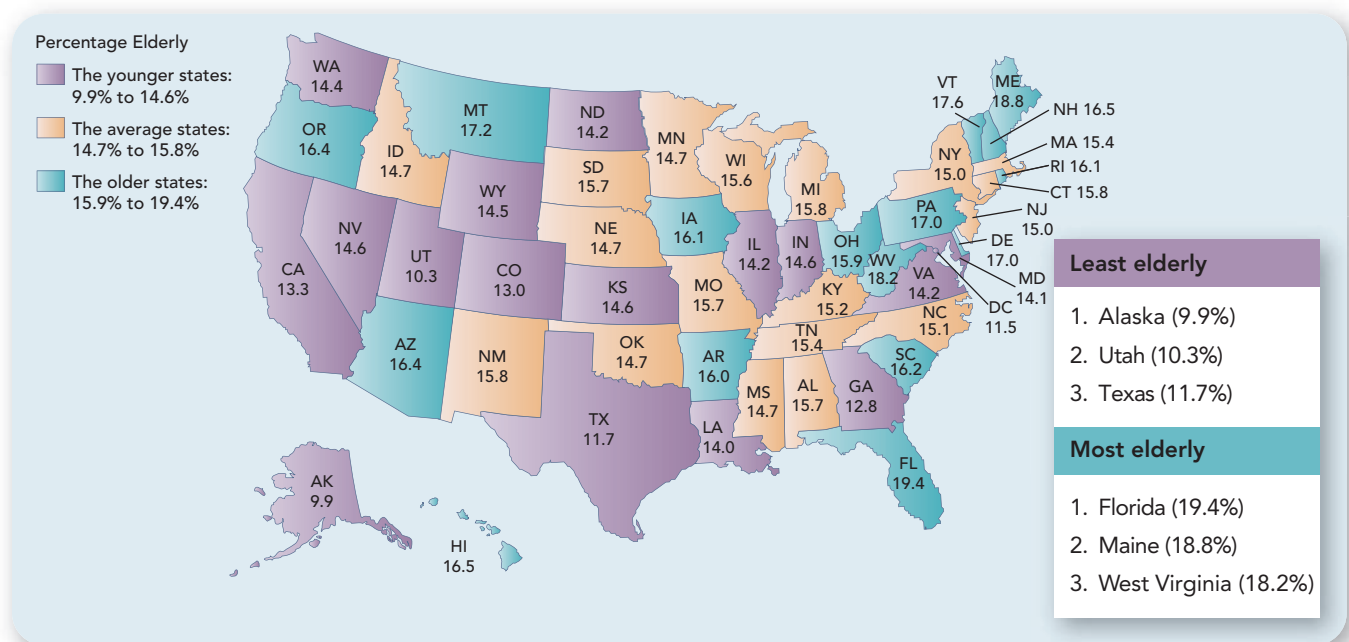 Percentage Elderly
The younger states:
9.9% to 14.6%
The average states:
14.7% to 15.8%
The older states:
15.9% to 19.4%
WA
14.4
OR
16.4
CA
13.3
NV
14.6
ID
14.7
MT
17.2
WY
14.5
UT
10.3
CO
13.0
AZ
16.4
NM
15.8
ND
14.2
SD
15.7
NE
14.7
KS
14.6
OK
14.7
TX
11.7
MN
14.7
IA
16.1
MO
15.7
AR
16.0
LA
14.0
WI
15.6
IL
14.2
MI
15.8
IN
14.6
OH
15.9
KY
15.2
TN
15.4
MS
14.7
AL
15.7
GA
12.8
FL
19.4
SC
16.2
NC
15.1
VA
14.2
WV
18.2
PA
17.0
NY
15.0
VT
17.6
ME
18.8
NH 16.5
MA 15.4
RI 16.1
CT 15.8
NJ
15.0
DE
17.0
MD
14.1
DC
11.5
AK
9.9
HI
16.5
Least elderly
1. Alaska (9.9%)
2. Utah (10.3%)
3. Texas (11.7%)
Most elderly
1. Florida (19.4%)
2. Maine (18.8%)
3. West Virginia (18.2%)